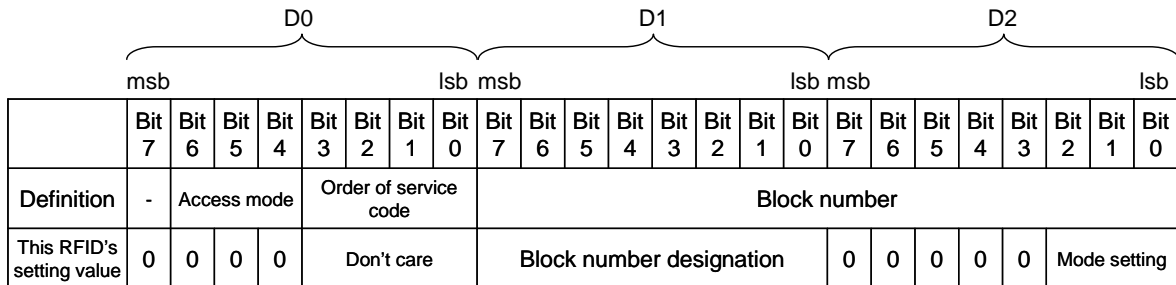 D0 D1 D2
msb lsb msb lsb msb lsb
Bit 7 Bit 6 Bit 5 Bit 4 Bit 3 Bit 2 Bit 1 Bit 0 Bit 7 Bit 6 Bit 5 Bit 4 Bit 3 Bit 2 Bit 1 Bit 0 Bit 7 Bit 6 Bit 5 Bit 4 Bit 3 Bit 2 Bit 1 Bit 0
Definition - Access mode Order of service code Block number
This RFID's setting value 0 0 0 0 Don't care Block number designation 0 0 0 0 0 Mode setting